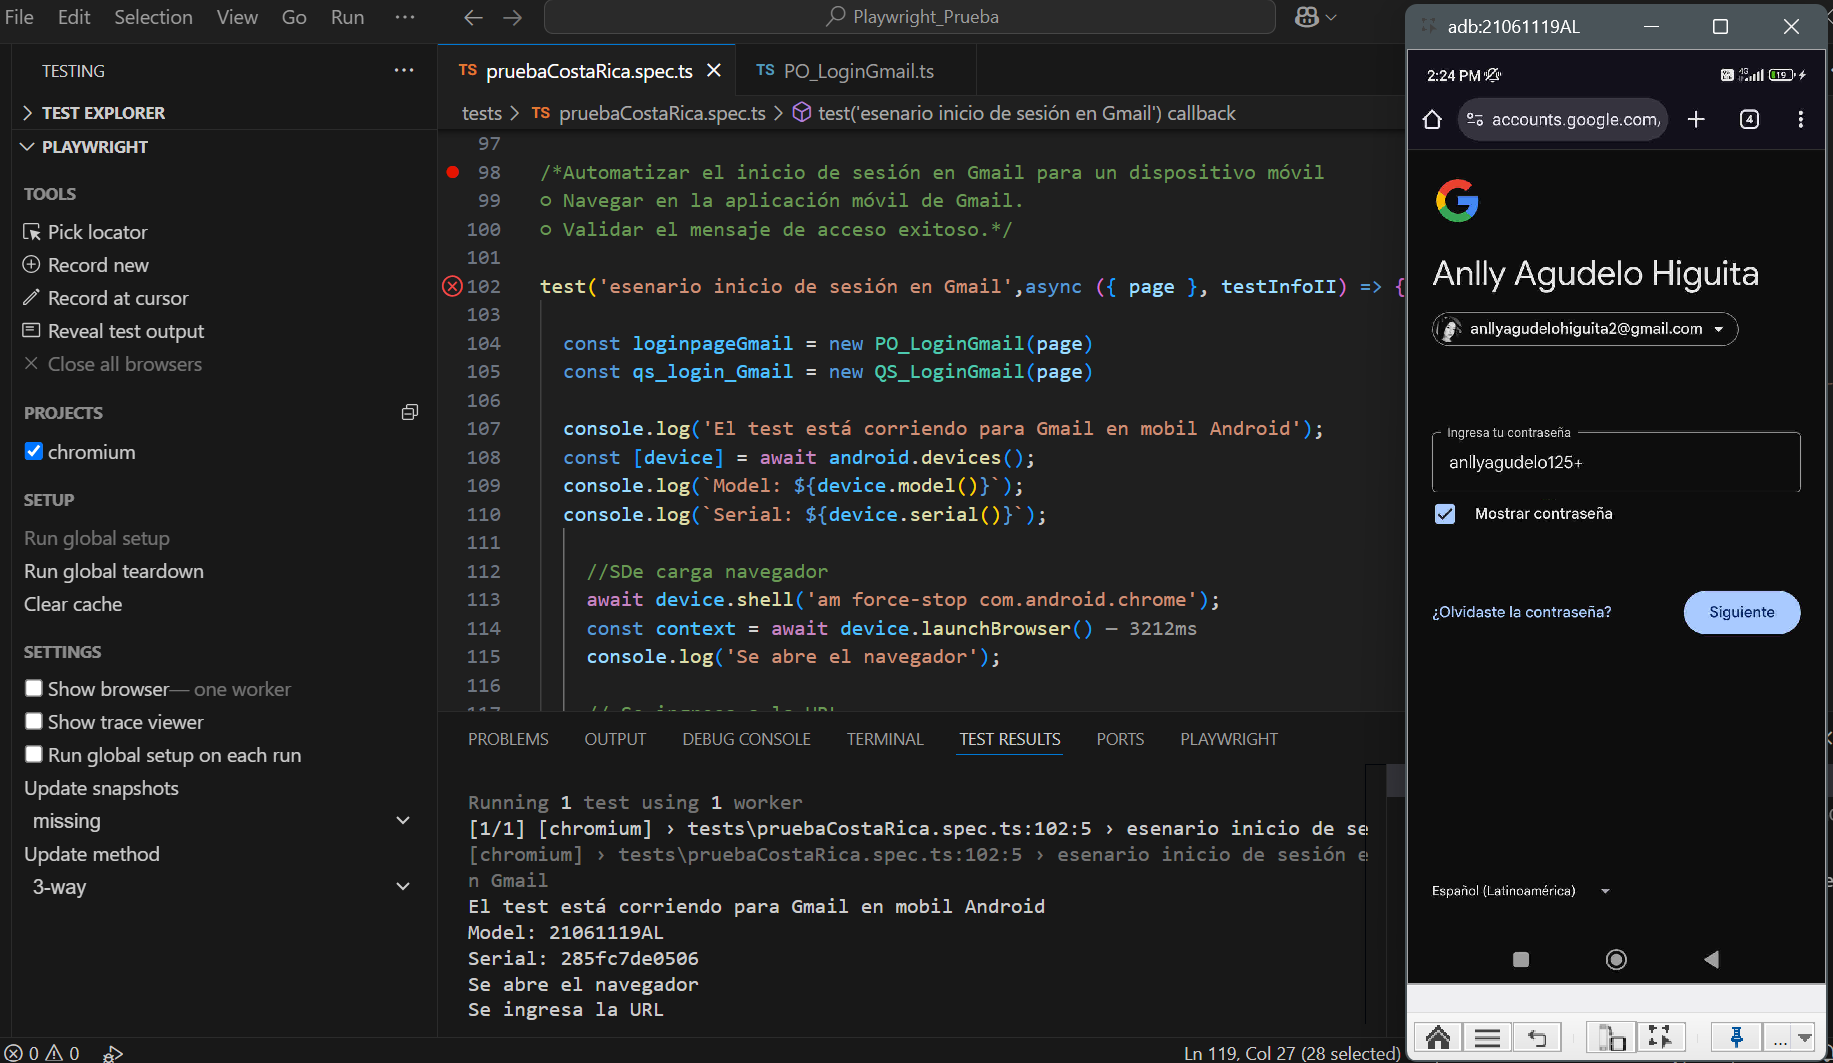 File Edit Selection View Go Run ···
Playwright_Prueba
TESTING
TEST EXPLORER
PLAYWRIGHT
TOOLS
Pick locator
Record new
Record at cursor
Reveal test output
Close all browsers
PROJECTS
chromium
SETUP
Run global setup
Run global teardown
Clear cache
SETTINGS
Show browser— one worker
Show trace viewer
Run global setup on each run
Update snapshots
missing
Update method
3-way
TS pruebaCostaRica.spec.ts
TS PO_LoginGmail.ts
tests > TS pruebaCostaRica.spec.ts > test('esenario inicio de sesión en Gmail') callback
97
98 /*Automatizar el inicio de sesión en Gmail para un dispositivo móvil
99 o Navegar en la aplicación móvil de Gmail.
100 o Validar el mensaje de acceso exitoso.*/
101
102 test('esenario inicio de sesión en Gmail',async ({ page }, testInfoII) => {
103
104 const loginpageGmail = new PO_LoginGmail(page)
105 const qs_login_Gmail = new QS_LoginGmail(page)
106
107 console.log('El test está corriendo para Gmail en mobil Android');
108 const [device] = await android.devices();
109 console.log(`Model: ${device.model()}`);
110 console.log(`Serial: ${device.serial()}`);
111
112 //SDe carga navegador
113 await device.shell('am force-stop com.android.chrome');
114 const context = await device.launchBrowser() — 3212ms
115 console.log('Se abre el navegador');
116
PROBLEMS OUTPUT DEBUG CONSOLE TERMINAL TEST RESULTS PORTS PLAYWRIGHT
Running 1 test using 1 worker
[1/1] [chromium] › tests\pruebaCostaRica.spec.ts:102:5 › esenario inicio de se
[chromium] › tests\pruebaCostaRica.spec.ts:102:5 › esenario inicio de sesión e
n Gmail
El test está corriendo para Gmail en mobil Android
Model: 21061119AL
Serial: 285fc7de0506
Se abre el navegador
Se ingresa la URL
0 0
Ln 119, Col 27 (28 selected)
adb:21061119AL
2:24 PM
4G
19
accounts.google.com/
4
Anlly Agudelo Higuita
anllyagudelohiguita2@gmail.com
Ingresa tu contraseña
anllyagudelo125+
Mostrar contraseña
¿Olvidaste la contraseña?
Siguiente
Español (Latinoamérica)
...